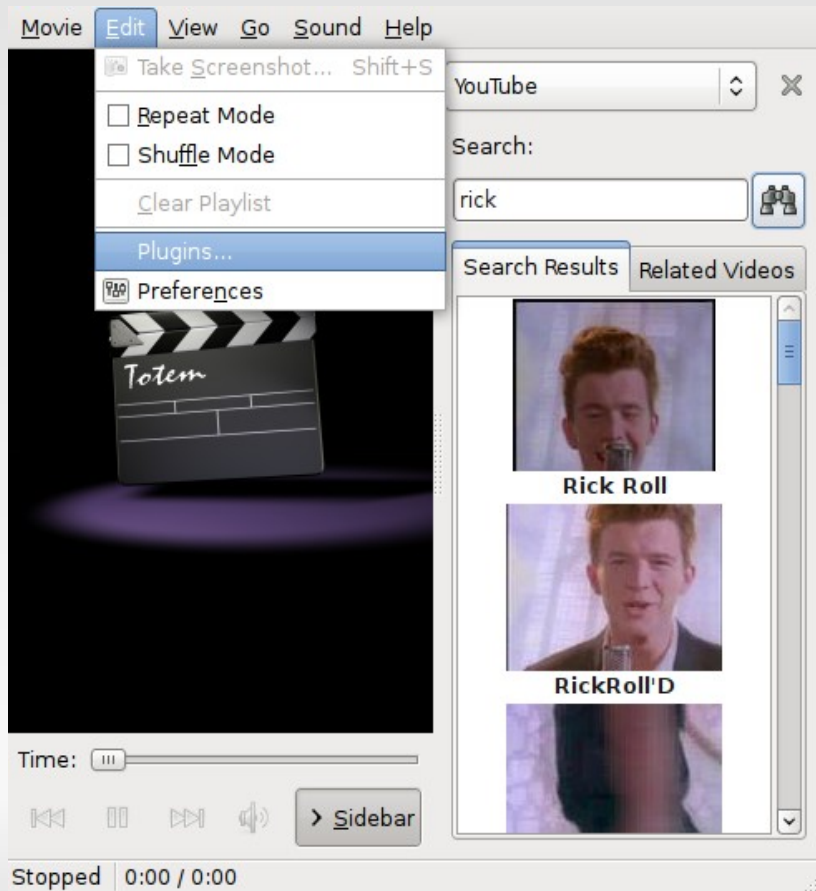 Movie Edit View Go Sound Help
Take Screenshot... Shift+S
Repeat Mode
Shuffle Mode
Clear Playlist
Plugins...
Preferences
Totem
YouTube
Search:
rick
Search Results Related Videos
Rick Roll
RickRoll'D
Time:
Sidebar
Stopped 0:00 / 0:00